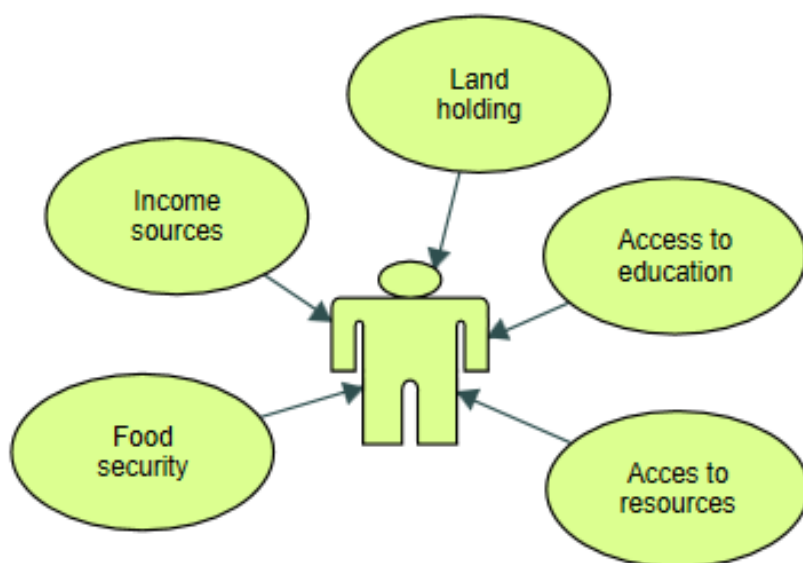 Land
holding
Income
sources
Access to
education
Food
security
Acces to
resources